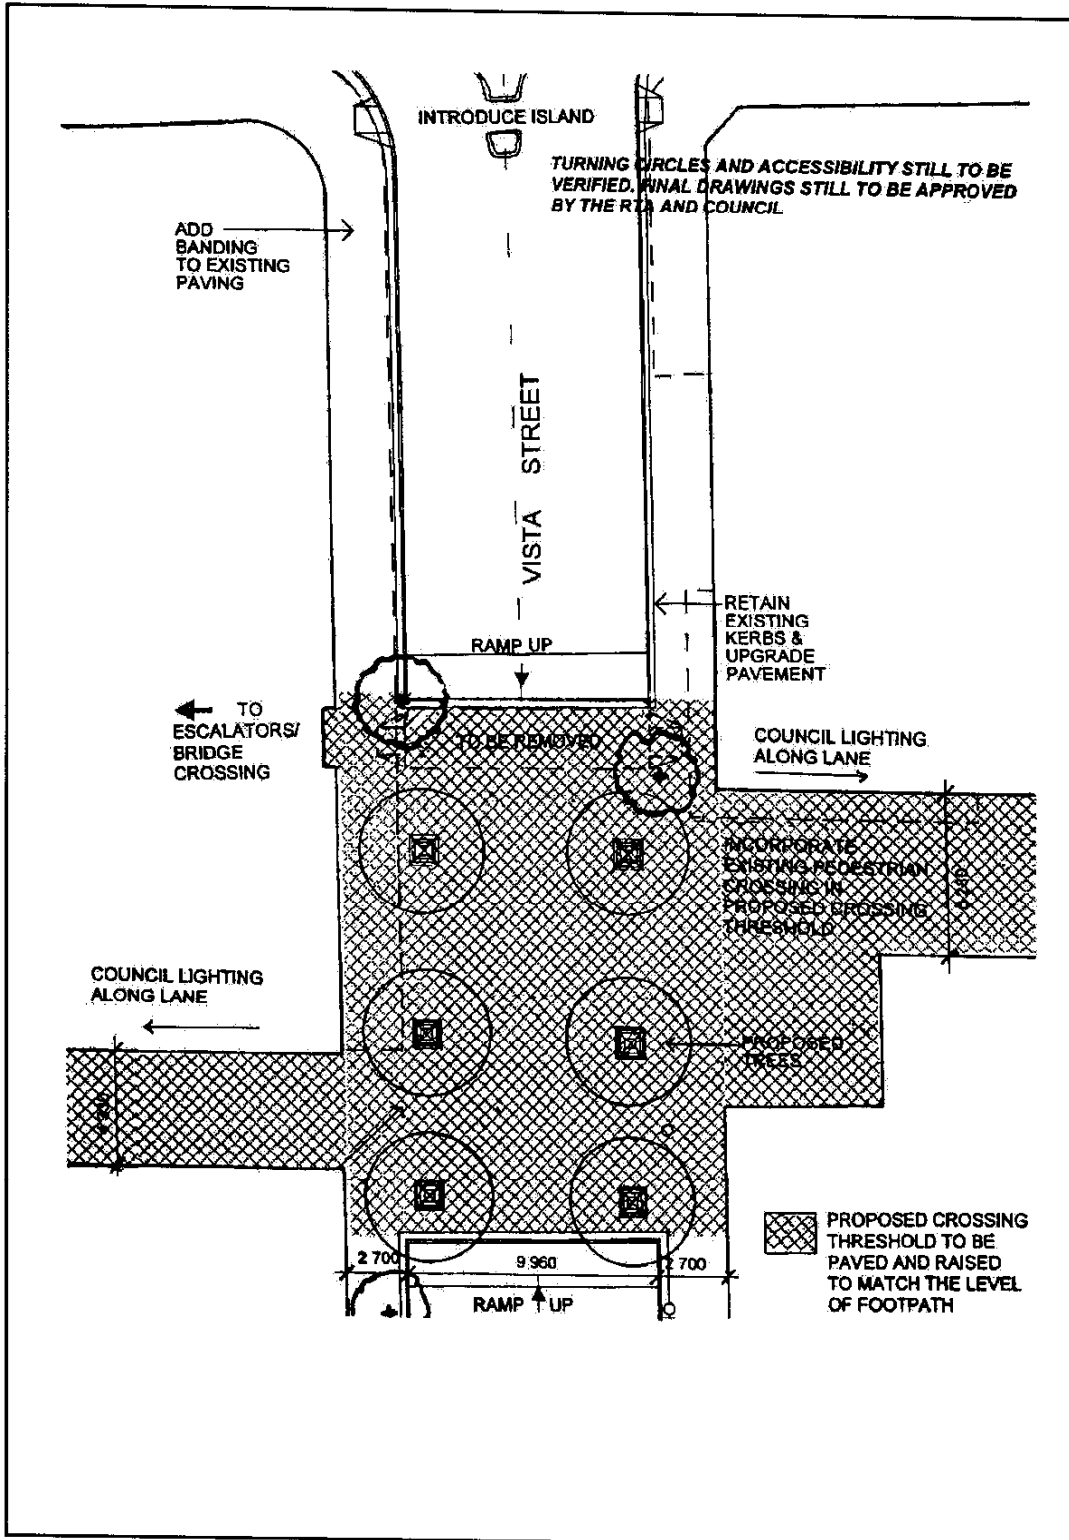 INTRODUCE ISLAND
TURNING CIRCLES AND ACCESSIBILITY STILL TO BE
VERIFIED. FINAL DRAWINGS STILL TO BE APPROVED
BY THE RTA AND COUNCIL
ADD
BANDING
TO EXISTING
PAVING
VISTA STREET
RETAIN
EXISTING
KERBS &
UPGRADE
PAVEMENT
RAMP UP
TO
ESCALATORS/
BRIDGE
CROSSING
TO BE REMOVED
COUNCIL LIGHTING
ALONG LANE
INCORPORATE
EXISTING PEDESTRIAN
CROSSING IN
PROPOSED CROSSING
THRESHOLD
COUNCIL LIGHTING
ALONG LANE
PROPOSED
TREES
PROPOSED CROSSING
THRESHOLD TO BE
PAVED AND RAISED
TO MATCH THE LEVEL
OF FOOTPATH
2 700
9 960
2 700
RAMP UP